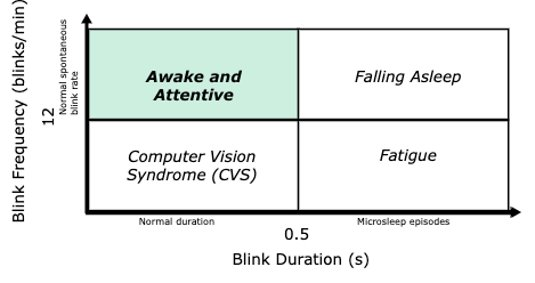 Blink Frequency (blinks/min)
12
Normal spontaneous
blink rate
Awake and
Attentive
Falling Asleep
Computer Vision
Syndrome (CVS)
Fatigue
Normal duration
Microsleep episodes
0.5
Blink Duration (s)